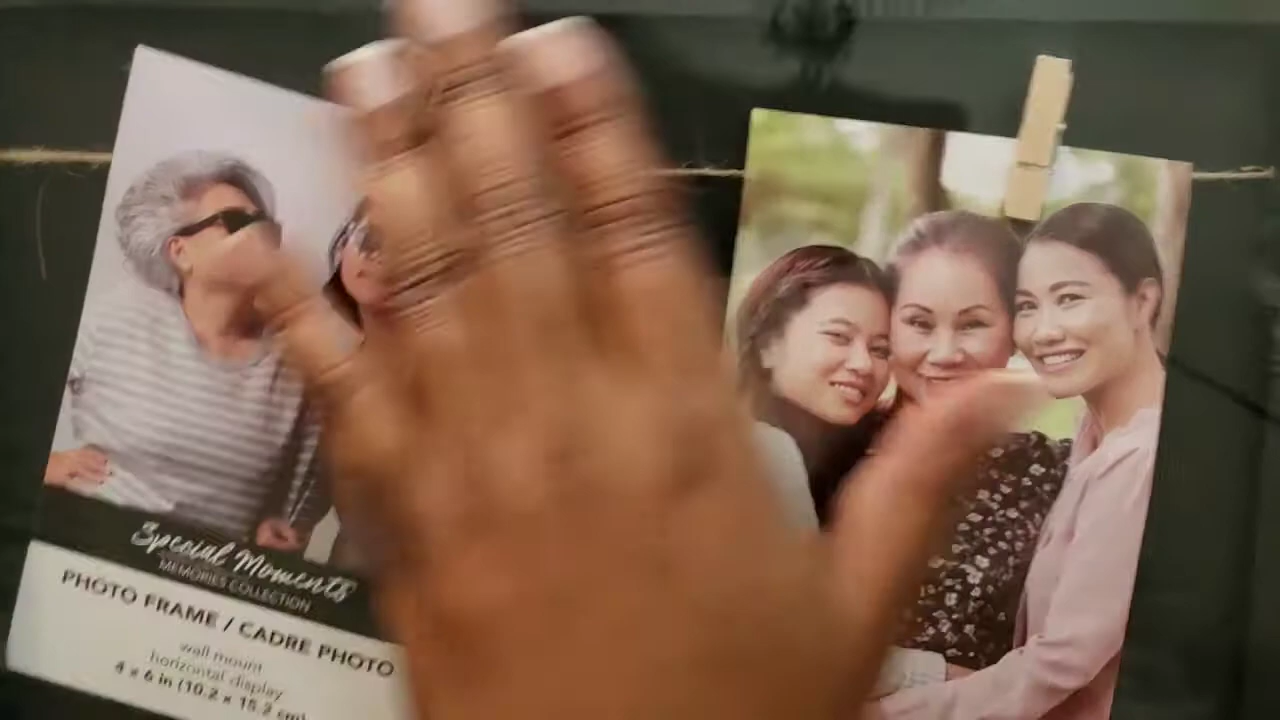 Special Moments
MEMORIES COLLECTION
PHOTO FRAME / CADRE PHOTO
wall mount
horizontal display
4 x 6 in (10.2 x 15.2 cm)